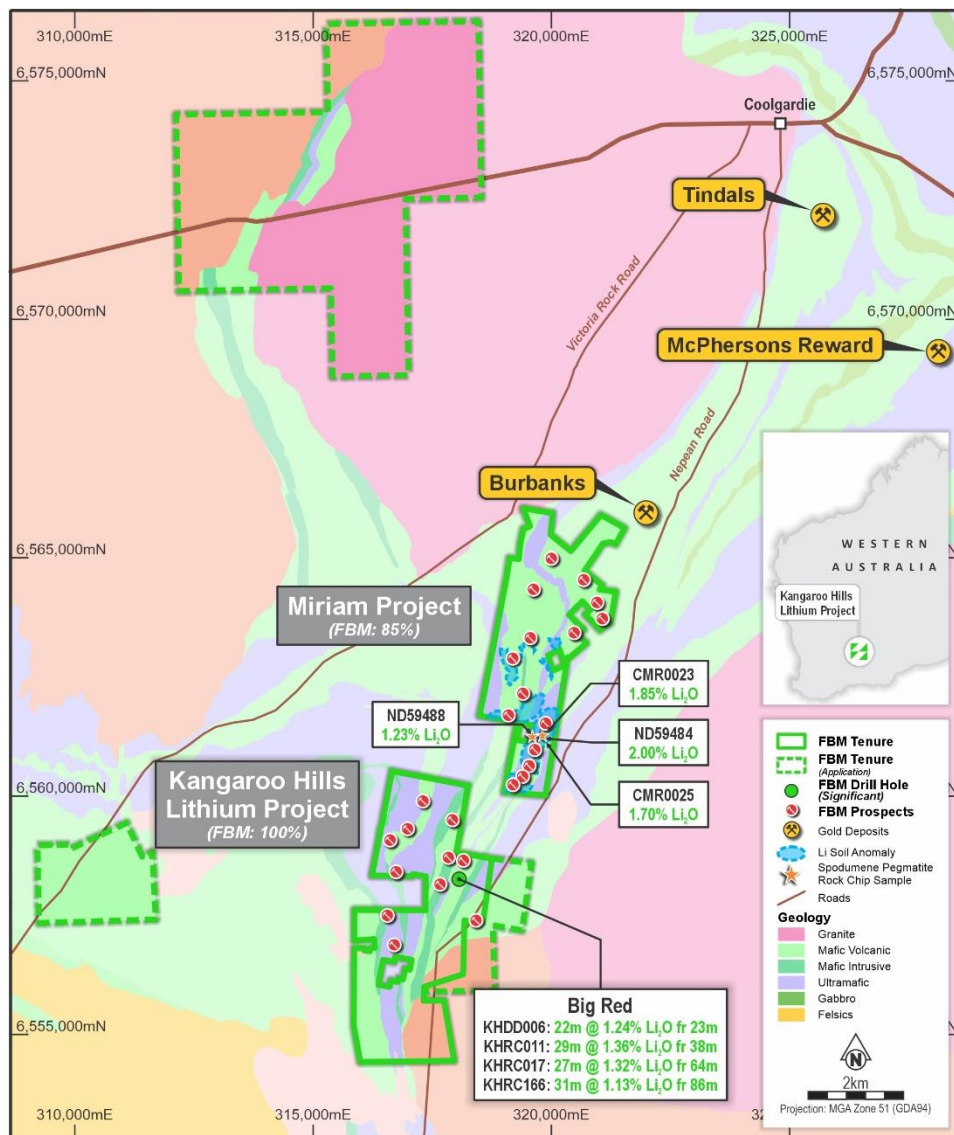 310,000mE
315,000mE
320,000mE
325,000mE
6,575,000mN
6,575,000mN
Coolgardie
Tindals
Victoria Rock Road
6,570,000mN
6,570,000mN
McPhersons Reward
Nepean Road
Burbanks
6,565,000mN
WESTERN
AUSTRALIA
Kangaroo Hills
Lithium Project
Miriam Project
(FBM: 85%)
CMR0023
1.85% Li₂O
ND59488
1.23% Li₂O
ND59484
2.00% Li₂O
CMR0025
1.70% Li₂O
6,560,000mN
Kangaroo Hills
Lithium Project
(FBM: 100%)
FBM Tenure
FBM Tenure
(Application)
FBM Drill Hole
(Significant)
FBM Prospects
Gold Deposits
Li Soil Anomaly
Spodumene Pegmatite
Rock Chip Sample
Roads
Geology
Granite
Mafic Volcanic
Mafic Intrusive
Ultramafic
Gabbro
Felsics
N
2km
Projection: MGA Zone 51 (GDA94)
6,555,000mN
Big Red
KHDD006: 22m @ 1.24% Li₂O fr 23m
KHRC011: 29m @ 1.36% Li₂O fr 38m
KHRC017: 27m @ 1.32% Li₂O fr 64m
KHRC166: 31m @ 1.13% Li₂O fr 86m
310,000mE
315,000mE
320,000mE